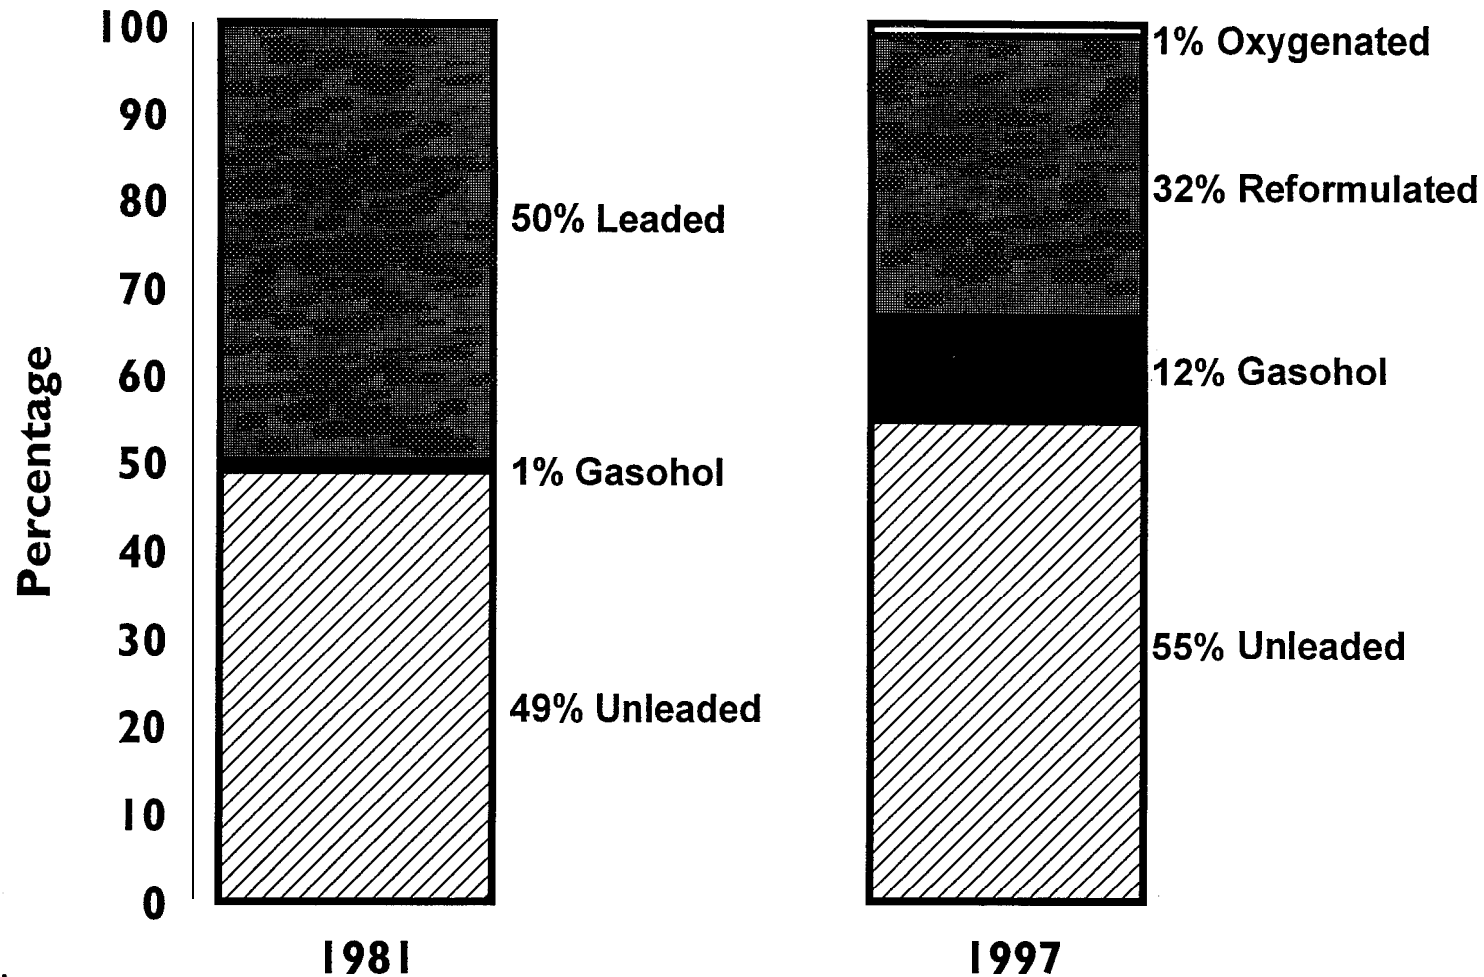 Percentage
100
90
80
70
60
50
40
30
20
10
0
50% Leaded
1% Gasohol
49% Unleaded
1981
1% Oxygenated
32% Reformulated
12% Gasohol
55% Unleaded
1997